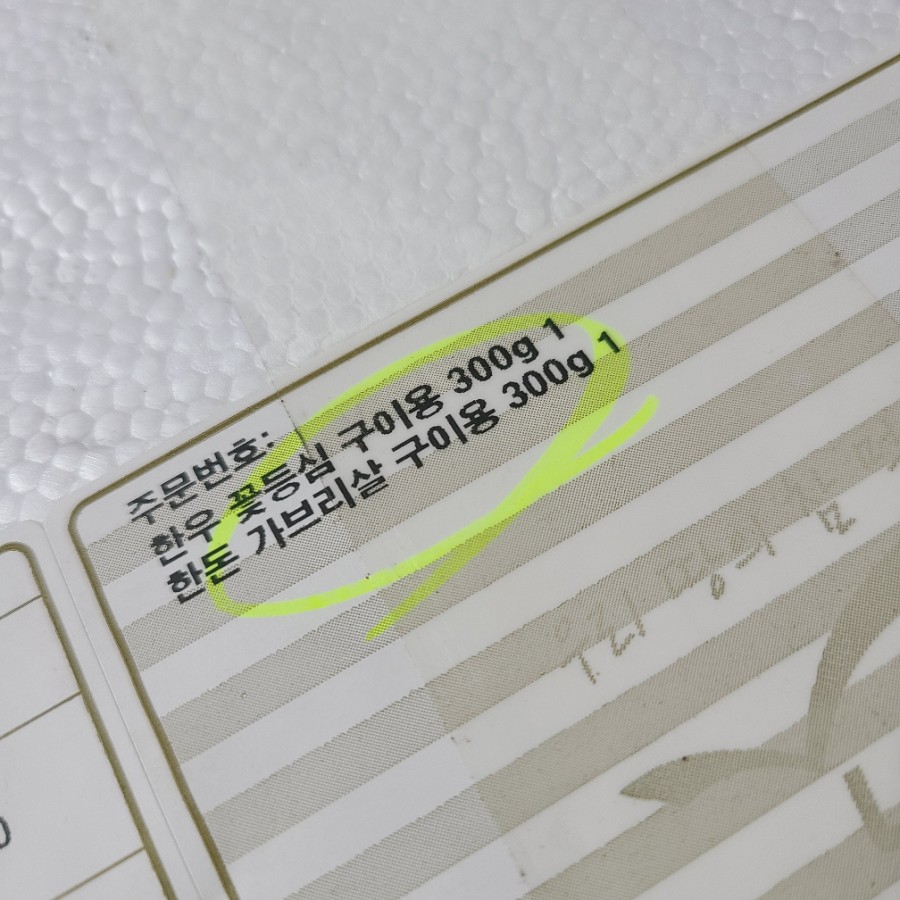 주문번호:
한우 꽃등심 구이용 300g 1
한돈 가브리살 구이용 300g 1